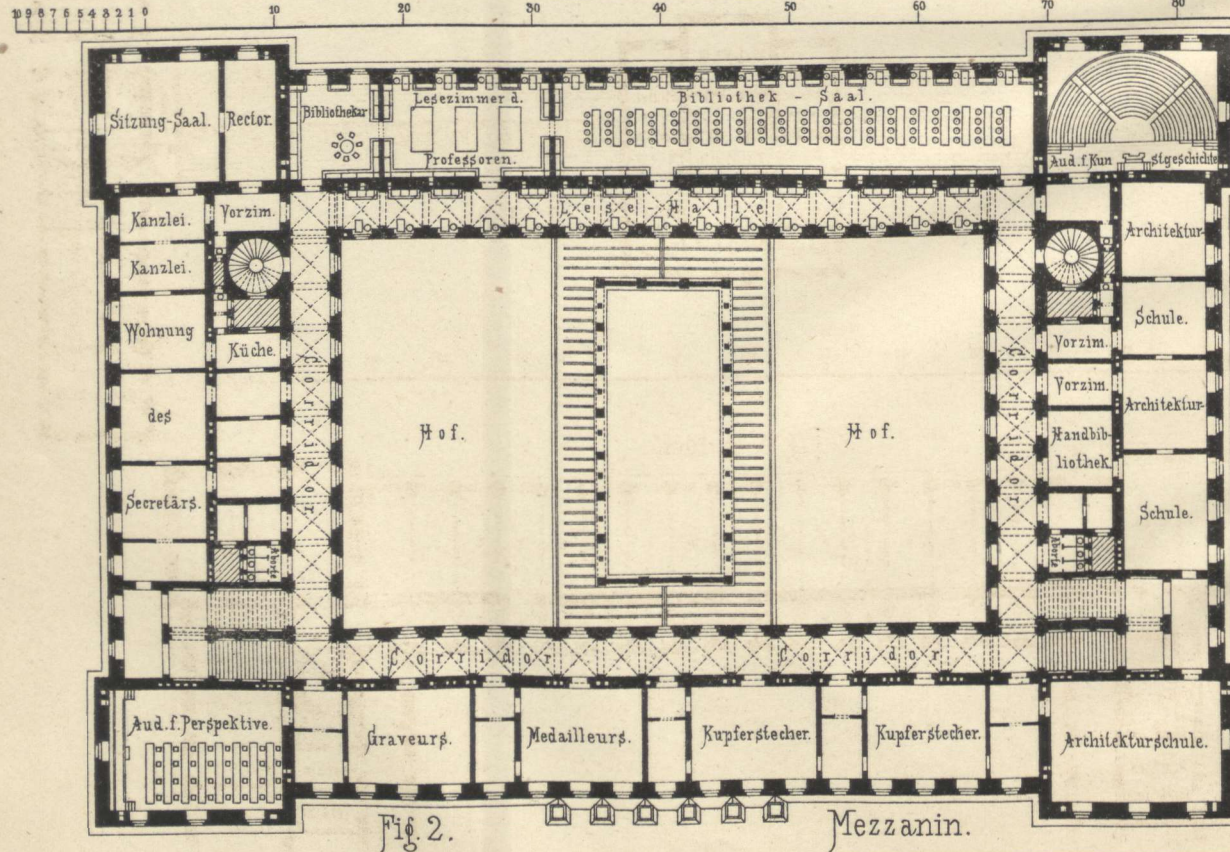 10 9 8 7 6 5 4 3 2 1 0 10 20 30 40 50 60 70 80
Sitzung-Saal.
Rector.
Bibliothekar
Lesezimmer d.
Professoren.
Bibliothek - Saal.
Aud. f. Kunstgeschichte
Kanzlei.
Vorzim.
Lese-Halle
Architektur-
Kanzlei.
Wohnung
Küche.
Corridor
Schule.
Vorzim.
Corridor
Vorzim.
des
Hof.
Hof.
Architektur-
Handbib-
liothek.
Secretärs.
Schule.
Aborte
Aborte
Corridor
Corridor
Aud. f. Perspektive.
Graveurs.
Medailleurs.
Kupferstecher.
Kupferstecher.
Architekturschule.
Fig. 2.
Mezzanin.